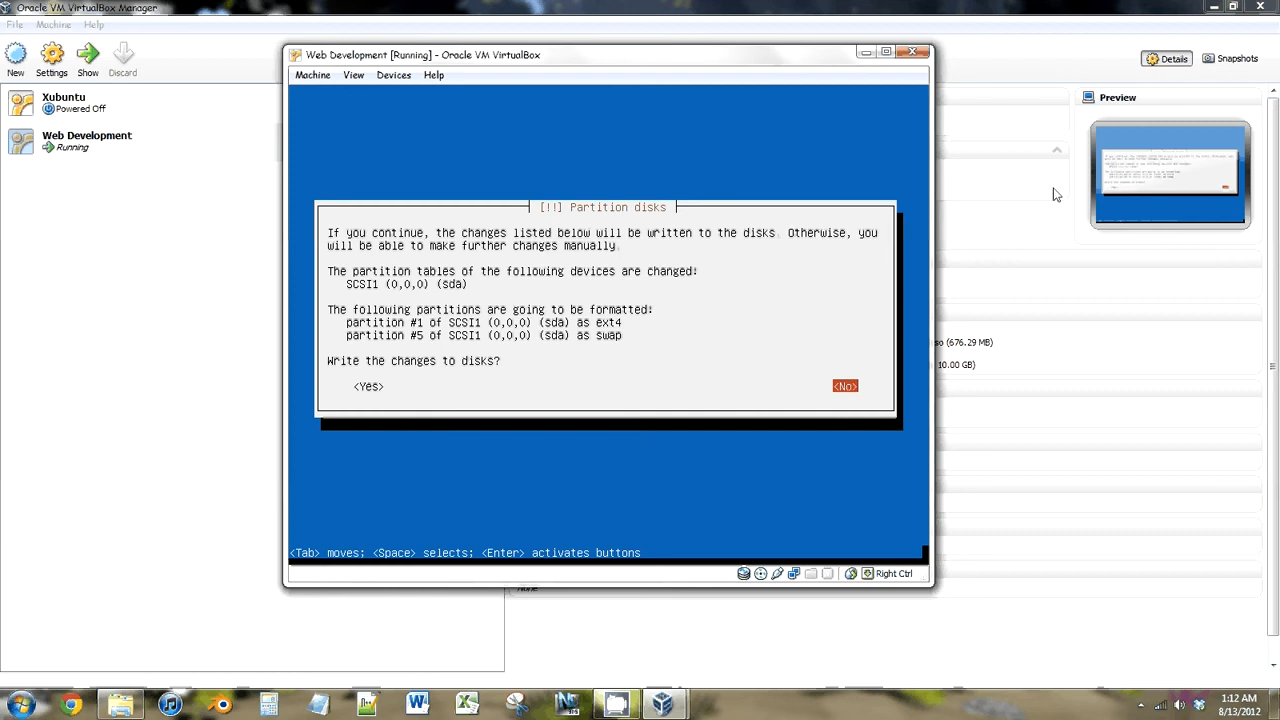 Oracle VM VirtualBox Manager
File Machine Help
New Settings Show Discard
Details Snapshots
Xubuntu
Powered Off
Web Development
Running
Preview
Web Development [Running] - Oracle VM VirtualBox
Machine View Devices Help
[!!] Partition disks
If you continue, the changes listed below will be written to the disks. Otherwise, you
will be able to make further changes manually.
The partition tables of the following devices are changed:
SCSI1 (0,0,0) (sda)
The following partitions are going to be formatted:
partition #1 of SCSI1 (0,0,0) (sda) as ext4
partition #5 of SCSI1 (0,0,0) (sda) as swap
Write the changes to disks?
<Yes> <No>
<Tab> moves; <Space> selects; <Enter> activates buttons
Right Ctrl
so (676.29 MB)
, 10.00 GB)
None
1:12 AM
8/13/2012